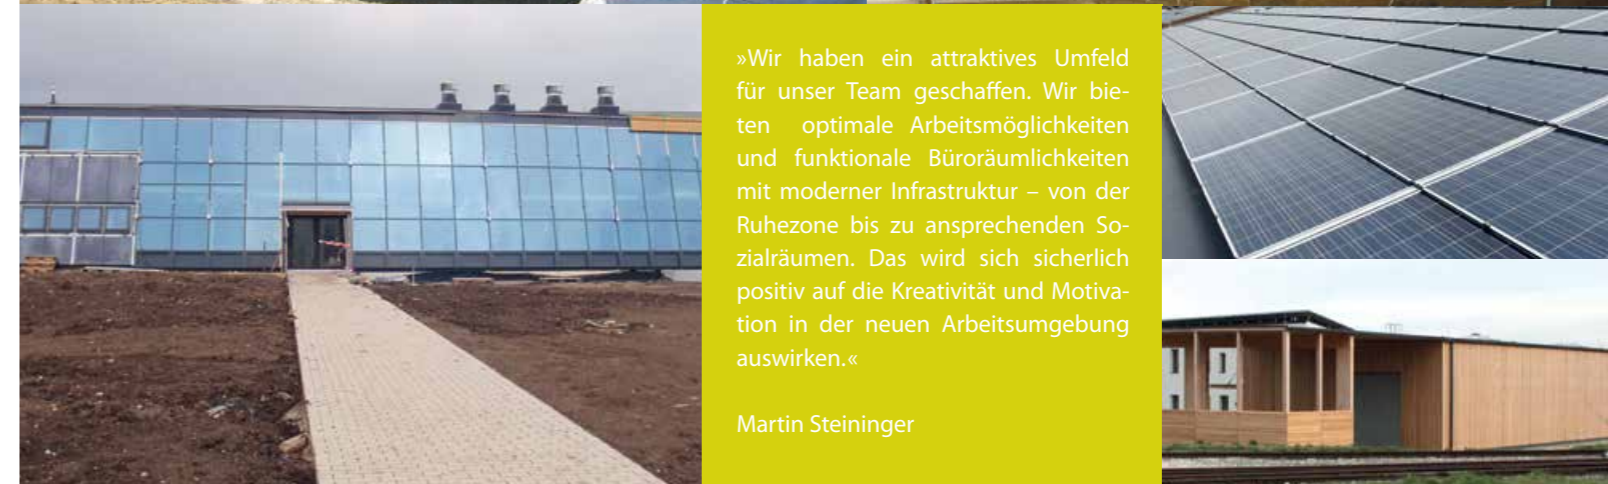 »Wir haben ein attraktives Umfeld
für unser Team geschaffen. Wir bie-
ten optimale Arbeitsmöglichkeiten
und funktionale Büroräumlichkeiten
mit moderner Infrastruktur – von der
Ruhezone bis zu ansprechenden So-
zialräumen. Das wird sich sicherlich
positiv auf die Kreativität und Motiva-
tion in der neuen Arbeitsumgebung
auswirken.«
Martin Steininger